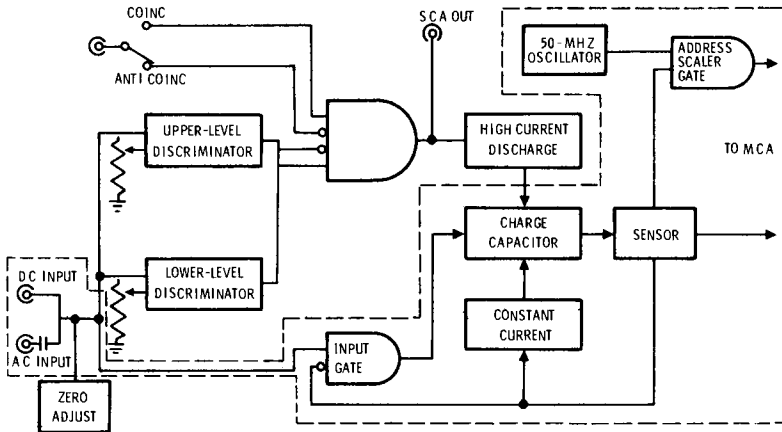 COINC
SCA OUT
50-MHZ
OSCILLATOR
ADDRESS
SCALER
GATE
ANTI COINC
UPPER-LEVEL
DISCRIMINATOR
HIGH CURRENT
DISCHARGE
TO MCA
CHARGE
CAPACITOR
SENSOR
DC INPUT
LOWER-LEVEL
DISCRIMINATOR
CONSTANT
CURRENT
AC INPUT
INPUT
GATE
ZERO
ADJUST